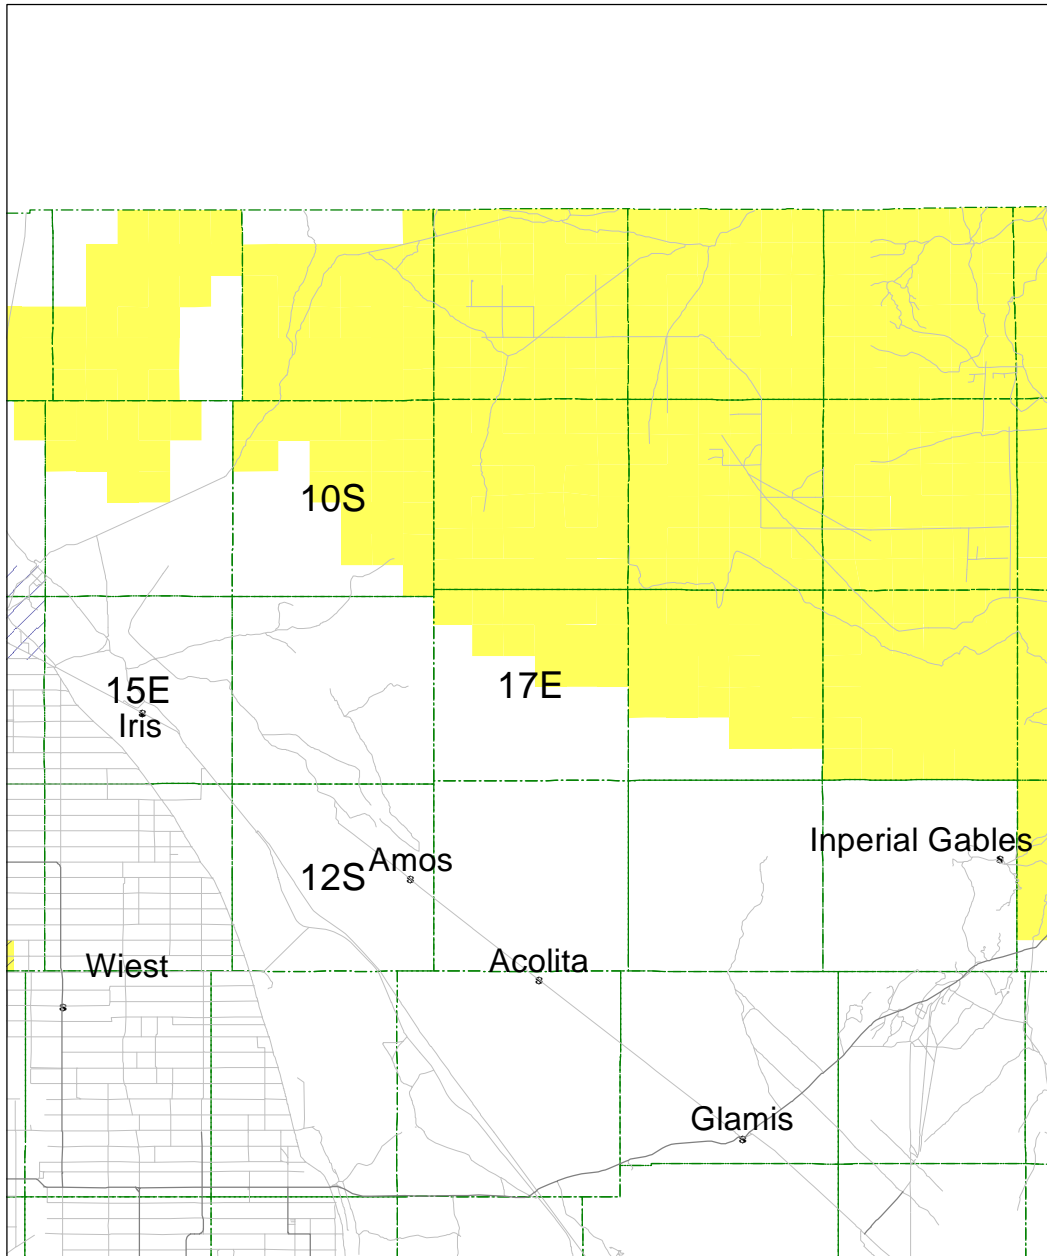 10S
17E
15E
Iris
Inperial Gables
12S
Amos
Acolita
Wiest
Glamis